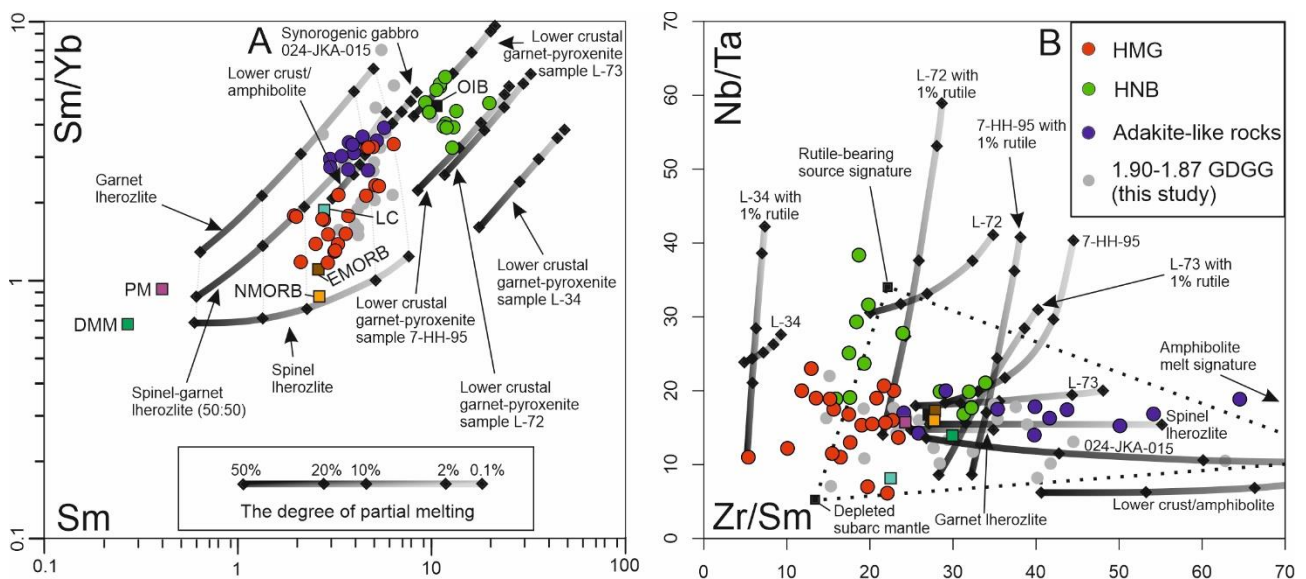 A
Sm/Yb
10
1
0.1
Synorogenic gabbro
024-JKA-015
Lower crust/
amphibolite
Lower crustal
garnet-pyroxenite
sample L-73
OIB
Garnet
lherzolite
LC
EMORB
NMORB
PM
DMM
Lower crustal
garnet-pyroxenite
sample L-34
Lower crustal
garnet-pyroxenite
sample 7-HH-95
Spinel
lherzolite
Spinel-garnet
lherzolite (50:50)
Lower crustal
garnet-pyroxenite
sample L-72
50% 20% 10% 2% 0.1%
The degree of partial melting
Sm
0.1 1 10 100
B
Nb/Ta
70
60
50
40
30
20
10
0
HMG
HNB
Adakite-like rocks
1.90-1.87 GDGG
(this study)
L-72 with
1% rutile
7-HH-95 with
1% rutile
Rutile-bearing
source signature
L-34 with
1% rutile
L-72
7-HH-95
L-73 with
1% rutile
L-34
Amphibolite
melt signature
L-73
Spinel
lherzolite
024-JKA-015
Zr/Sm
Depleted
subarc mantle
Garnet lherzolite
Lower crust/amphibolite
0 10 20 30 40 50 60 70